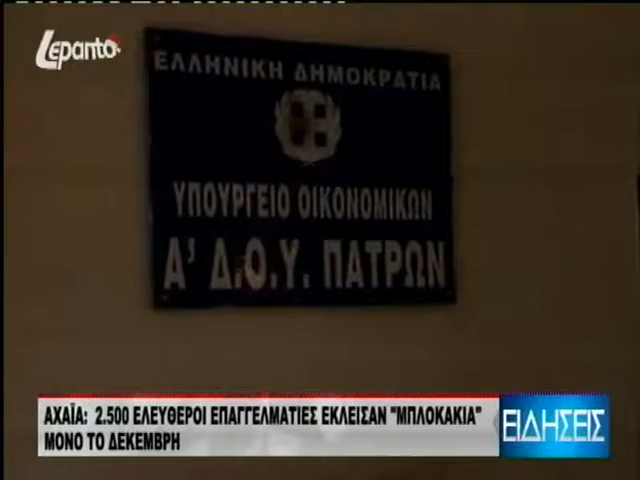 Lepanto
ΕΛΛΗΝΙΚΗ ΔΗΜΟΚΡΑΤΙΑ
ΥΠΟΥΡΓΕΙΟ ΟΙΚΟΝΟΜΙΚΩΝ
Α' Δ.Ο.Υ. ΠΑΤΡΩΝ
ΑΧΑΪΑ: 2.500 ΕΛΕΥΘΕΡΟΙ ΕΠΑΓΓΕΛΜΑΤΙΕΣ ΕΚΛΕΙΣΑΝ "ΜΠΛΟΚΑΚΙΑ"
ΜΟΝΟ ΤΟ ΔΕΚΕΜΒΡΗ
ΕΙΔΗΣΕΙΣ